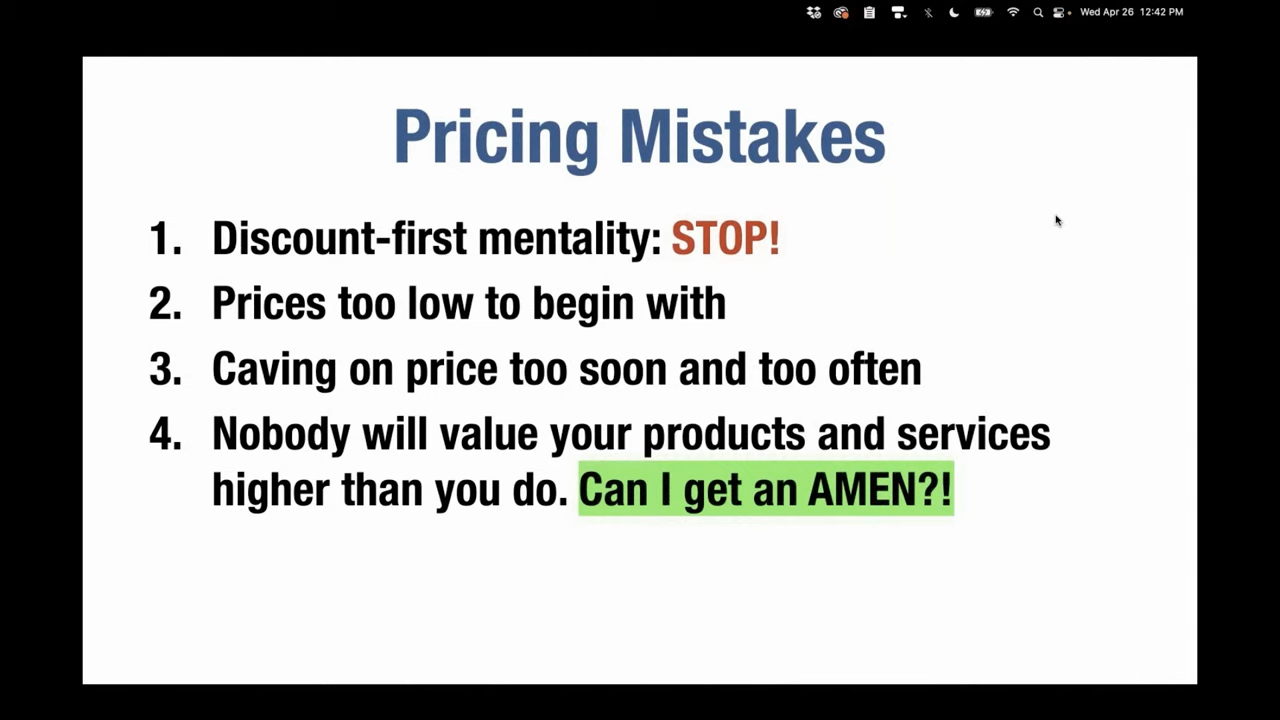 Wed Apr 26 12:42 PM
Pricing Mistakes
1. Discount-first mentality: STOP!
2. Prices too low to begin with
3. Caving on price too soon and too often
4. Nobody will value your products and services
higher than you do. Can I get an AMEN?!